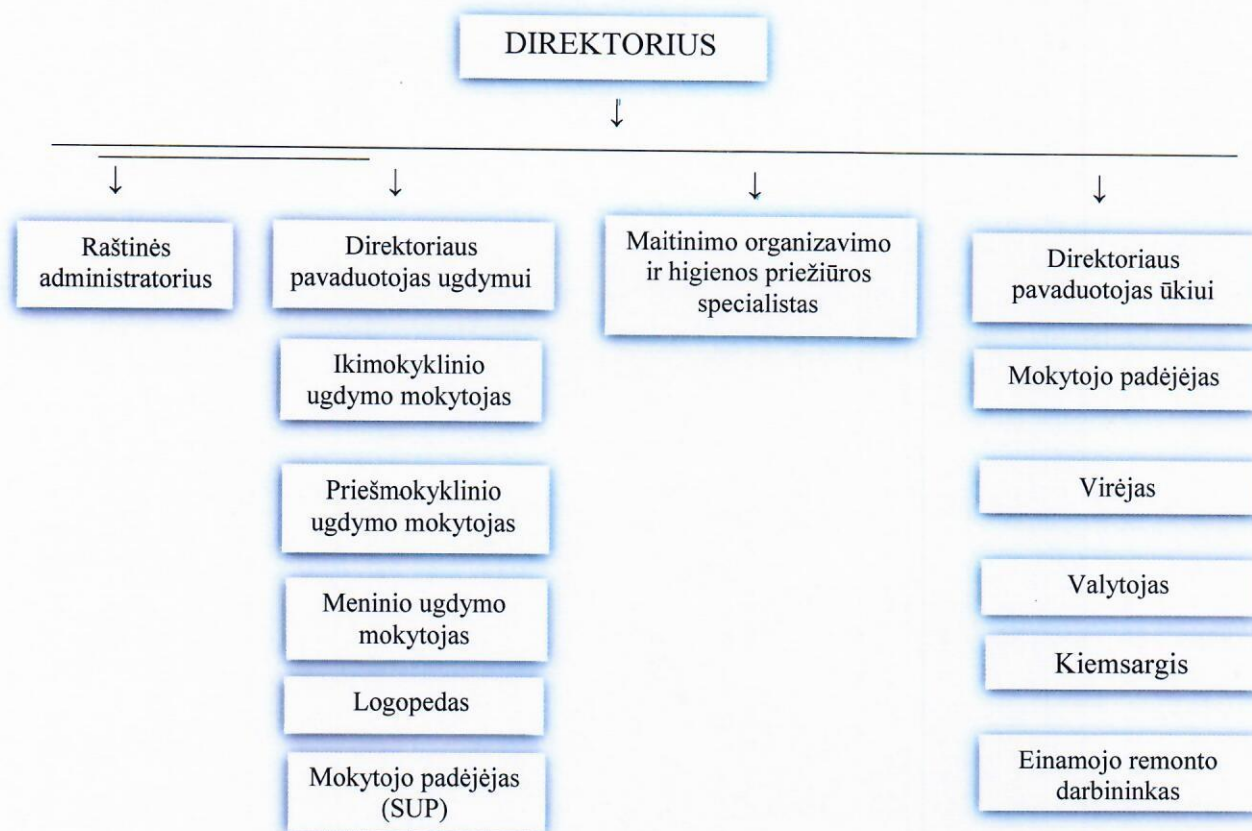 DIREKTORIUS
↓
↓ ↓ ↓ ↓
Raštinės
administratorius
Direktoriaus
pavaduotojas ugdymui
Maitinimo organizavimo
ir higienos priežiūros
specialistas
Direktoriaus
pavaduotojas ūkiui
Ikimokyklinio
ugdymo mokytojas
Priešmokyklinio
ugdymo mokytojas
Meninio ugdymo
mokytojas
Logopedas
Mokytojo padėjėjas
(SUP)
Mokytojo padėjėjas
Virėjas
Valytojas
Kiemsargis
Einamojo remonto
darbininkas